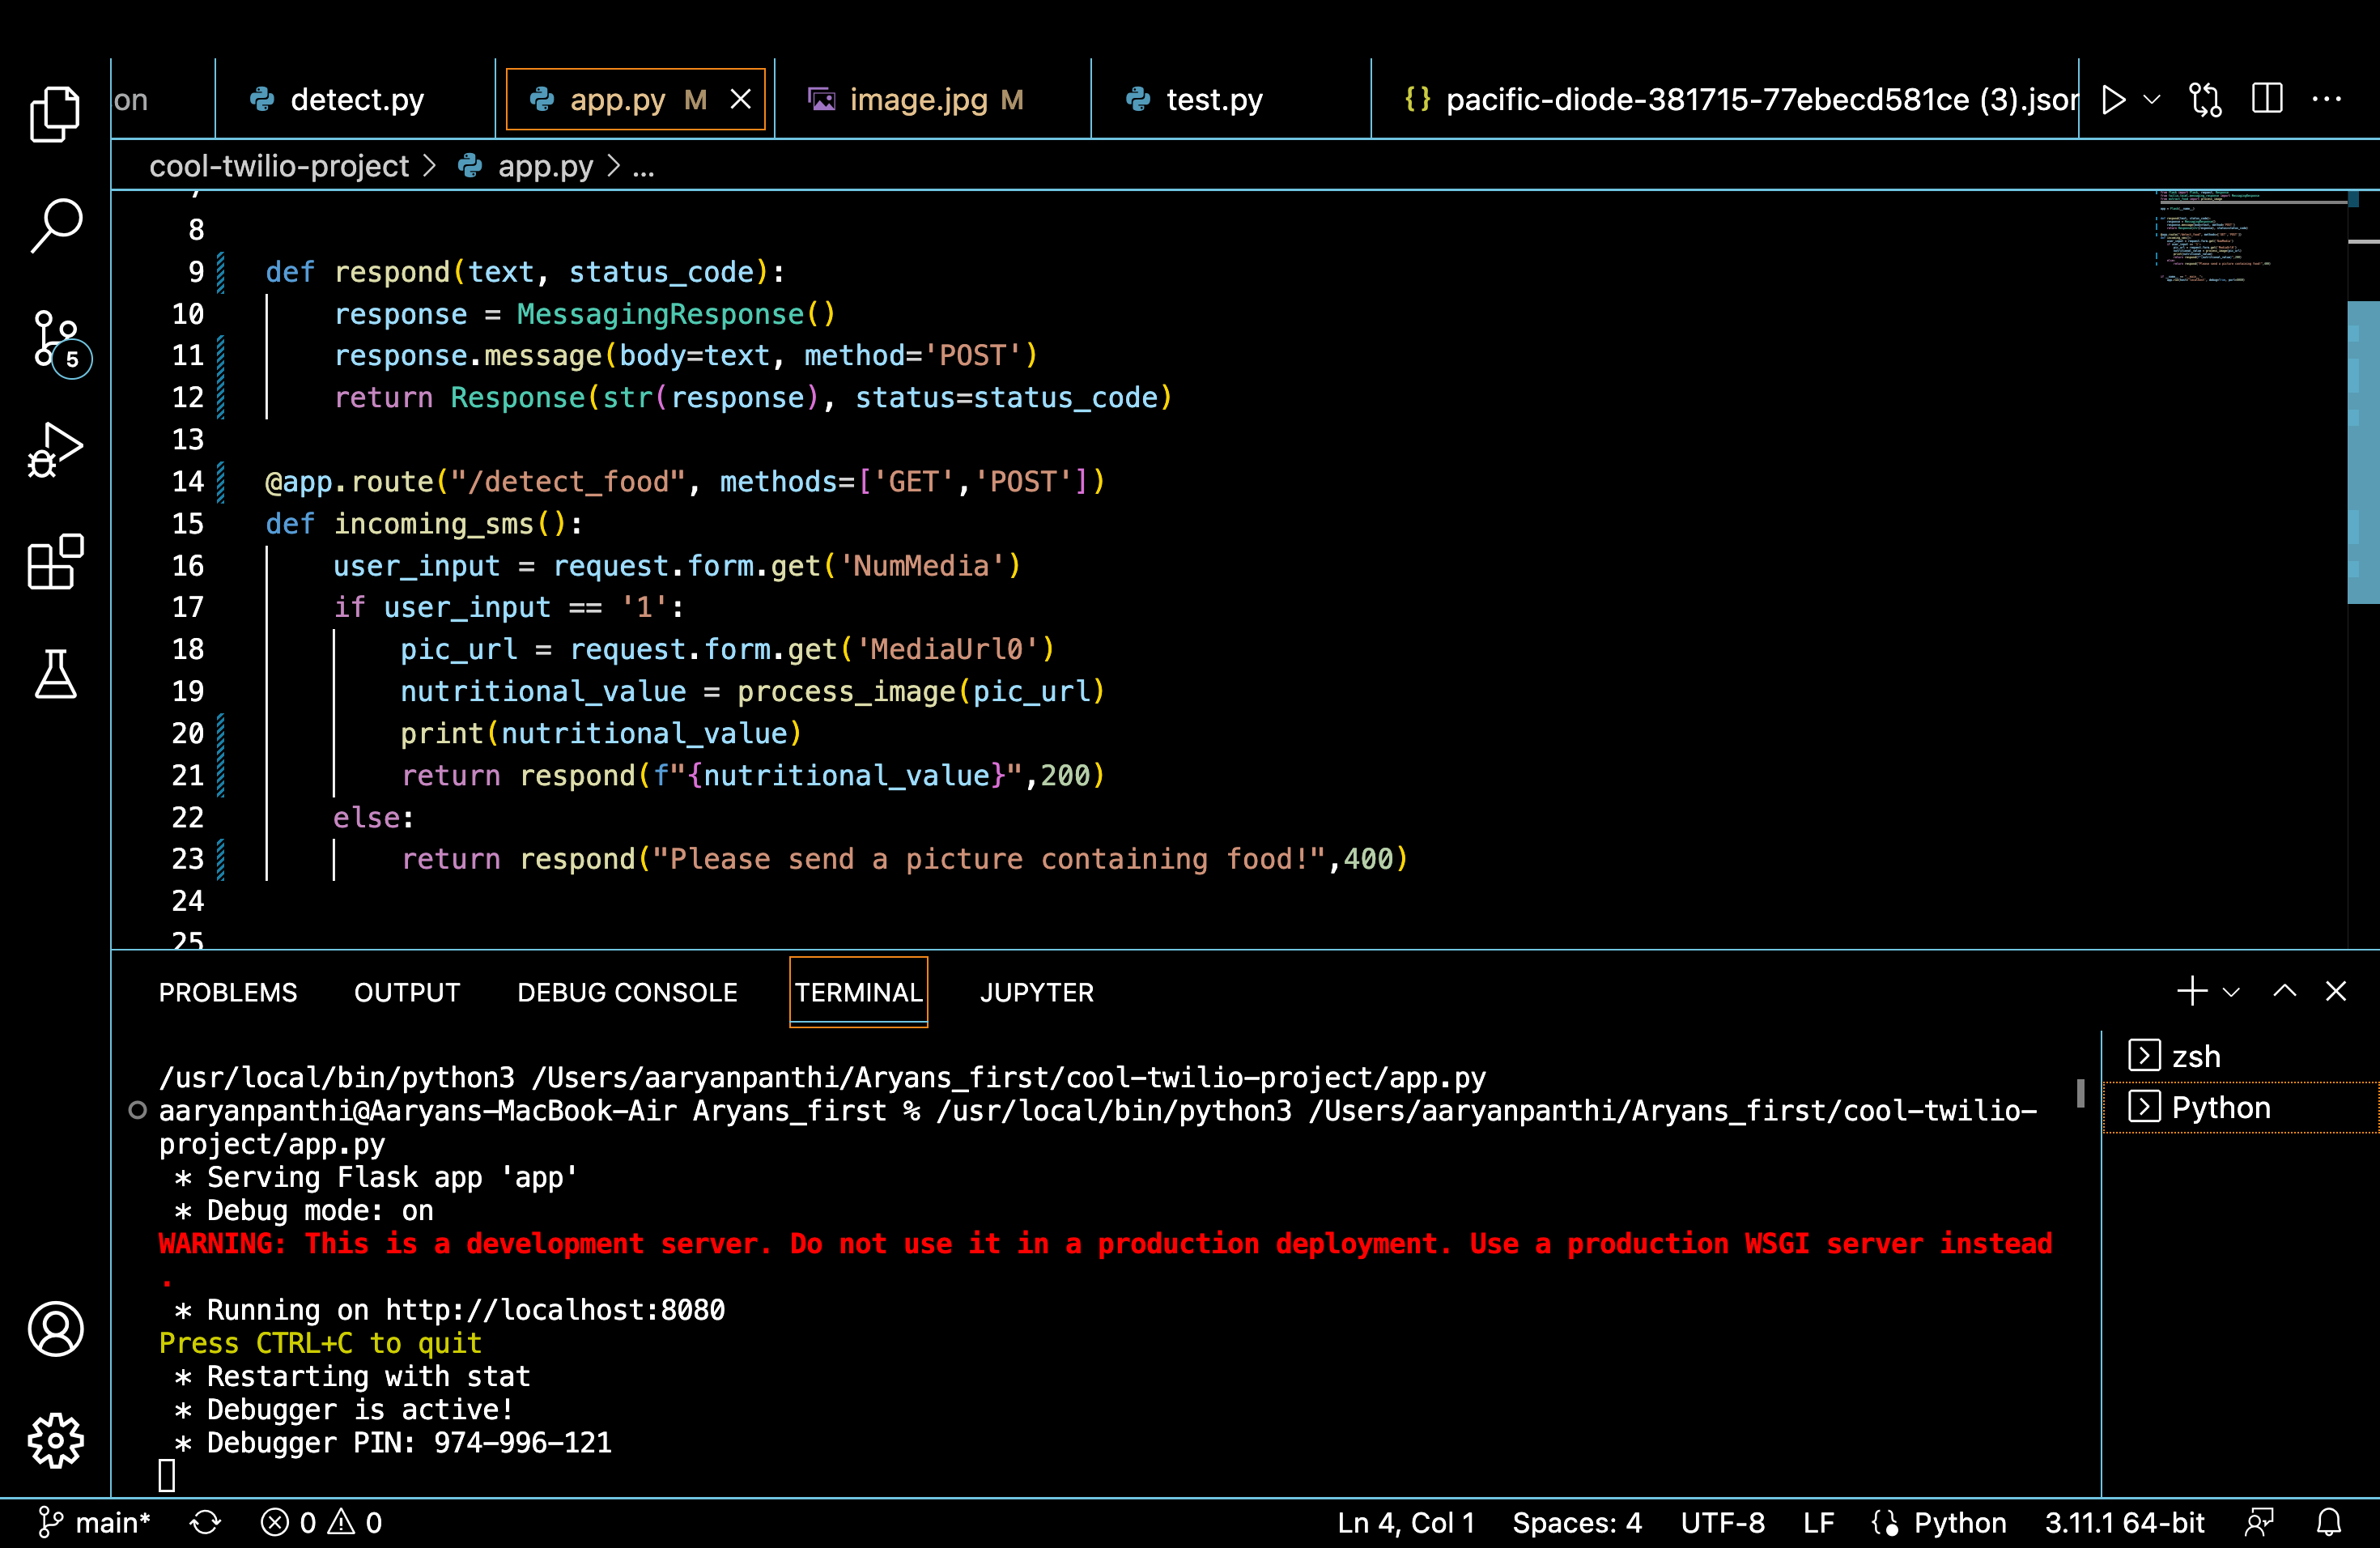 on
detect.py
app.py M
image.jpg M
test.py
{} pacific-diode-381715-77ebecd581ce (3).jsor
cool-twilio-project > app.py > ...
8
9 def respond(text, status_code):
10 response = MessagingResponse()
11 response.message(body=text, method='POST')
12 return Response(str(response), status=status_code)
13
14 @app.route("/detect_food", methods=['GET','POST'])
15 def incoming_sms():
16 user_input = request.form.get('NumMedia')
17 if user_input == '1':
18 pic_url = request.form.get('MediaUrl0')
19 nutritional_value = process_image(pic_url)
20 print(nutritional_value)
21 return respond(f"{nutritional_value}",200)
22 else:
23 return respond("Please send a picture containing food!",400)
24
25
5
PROBLEMS OUTPUT DEBUG CONSOLE TERMINAL JUPYTER
/usr/local/bin/python3 /Users/aaryanpanthi/Aryans_first/cool-twilio-project/app.py
aaryanpanthi@Aaryans-MacBook-Air Aryans_first % /usr/local/bin/python3 /Users/aaryanpanthi/Aryans_first/cool-twilio-
project/app.py
* Serving Flask app 'app'
* Debug mode: on
WARNING: This is a development server. Do not use it in a production deployment. Use a production WSGI server instead
.
* Running on http://localhost:8080
Press CTRL+C to quit
* Restarting with stat
* Debugger is active!
* Debugger PIN: 974-996-121
zsh
Python
main* 0 0 Ln 4, Col 1 Spaces: 4 UTF-8 LF Python 3.11.1 64-bit